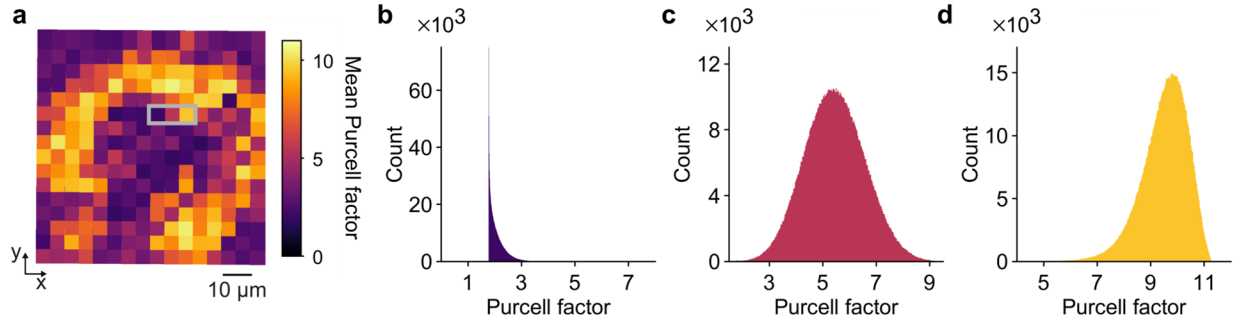 a
10
5
0
Mean Purcell factor
y
x
10 μm
b
×10³
60
40
20
0
Count
1 3 5 7
Purcell factor
c
×10³
12
8
4
0
Count
3 5 7 9
Purcell factor
d
×10³
15
10
5
0
Count
5 7 9 11
Purcell factor